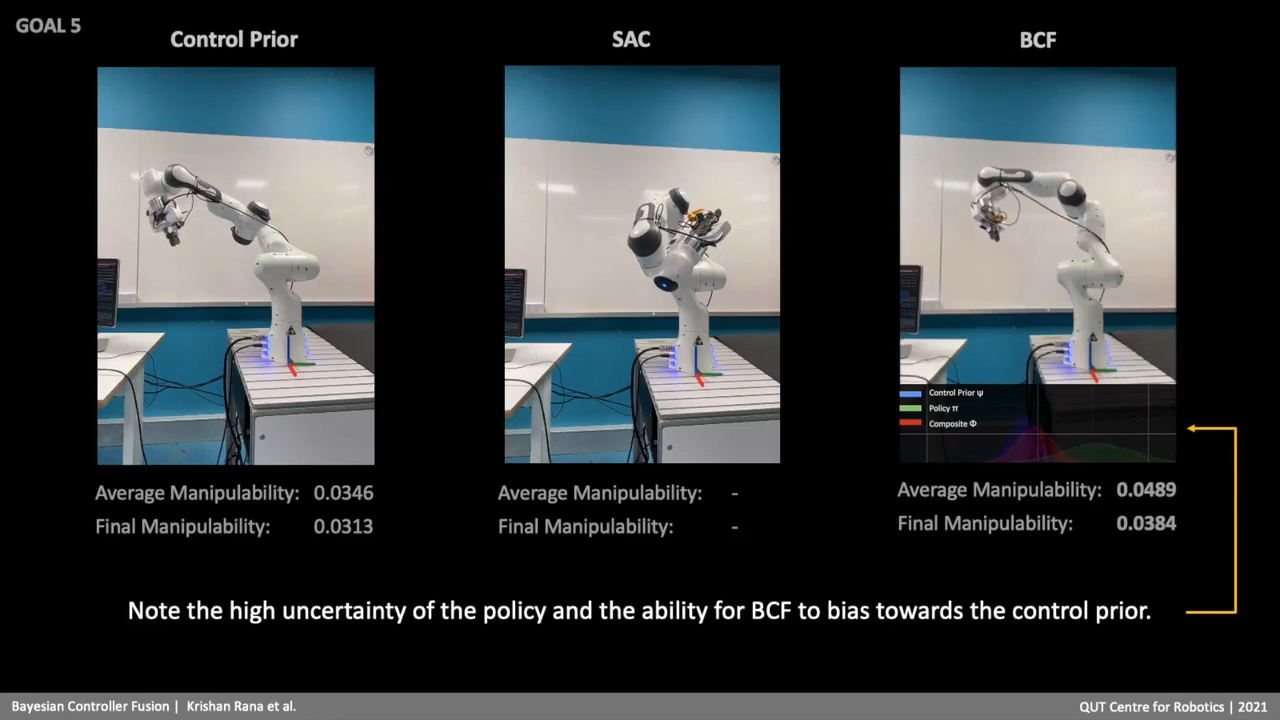 GOAL 5
Control Prior
SAC
BCF
Control Prior ψ
Policy π
Composite Φ
Average Manipulability: 0.0346
Final Manipulability: 0.0313
Average Manipulability: -
Final Manipulability: -
Average Manipulability: 0.0489
Final Manipulability: 0.0384
Note the high uncertainty of the policy and the ability for BCF to bias towards the control prior.
Bayesian Controller Fusion | Krishan Rana et al.
QUT Centre for Robotics | 2021